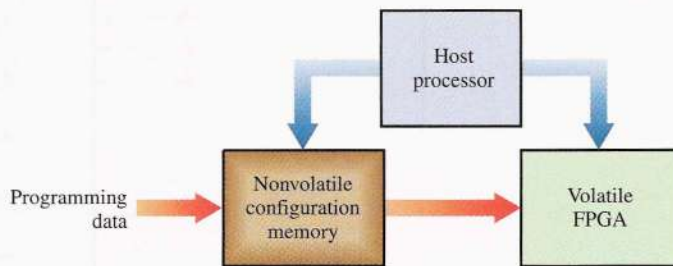 Host
processor
Programming
data
Nonvolatile
configuration
memory
Volatile
FPGA